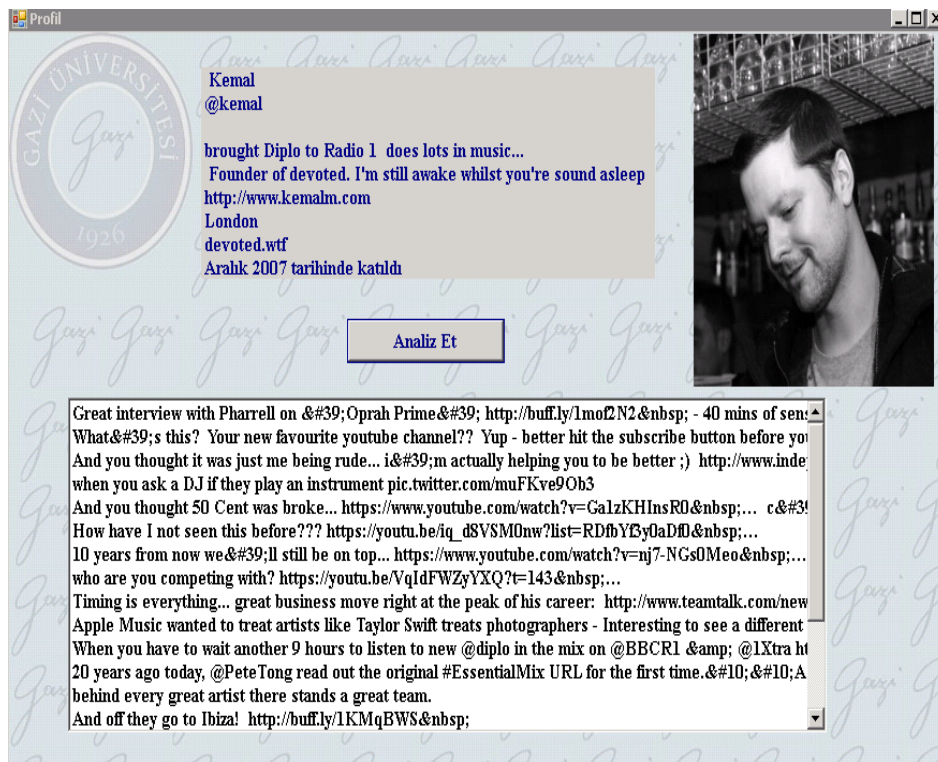 Profil
GAZİ ÜNİVERSİTESİ
Gazi
1926
Kemal
@kemal
brought Diplo to Radio 1  does lots in music...
Founder of devoted. I'm still awake whilst you're sound asleep
http://www.kemalm.com
London
devoted.wtf
Aralık 2007 tarihinde katıldı
Analiz Et
Great interview with Pharrell on &#39;Oprah Prime&#39; http://buff.ly/1mof2N2&nbsp; - 40 mins of sens
What&#39;s this?  Your new favourite youtube channel??  Yup - better hit the subscribe button before you
And you thought it was just me being rude... i&#39;m actually helping you to be better ;)  http://www.inde
when you ask a DJ if they play an instrument pic.twitter.com/muFKve9Ob3
And you thought 50 Cent was broke... https://www.youtube.com/watch?v=Ga1zKHInsR0&nbsp;…  c&#39
How have I not seen this before??? https://youtu.be/iq_d8VSM0nw?list=RDfbYf3y0aDf0&nbsp;…
10 years from now we&#39;ll still be on top... https://www.youtube.com/watch?v=nj7-NGs0Meo&nbsp;…
who are you competing with? https://youtu.be/VqIdFWZyYXQ?t=143&nbsp;…
Timing is everything... great business move right at the peak of his career:  http://www.teamtalk.com/new
Apple Music wanted to treat artists like Taylor Swift treats photographers - Interesting to see a different
When you have to wait another 9 hours to listen to new @diplo in the mix on @BBCR1 &amp; @1Xtra ht
20 years ago today, @PeteTong read out the original #EssentialMix URL for the first time.&#10;&#10;A
behind every great artist there stands a great team.
And off they go to Ibiza!  http://buff.ly/1KMqBWS&nbsp;